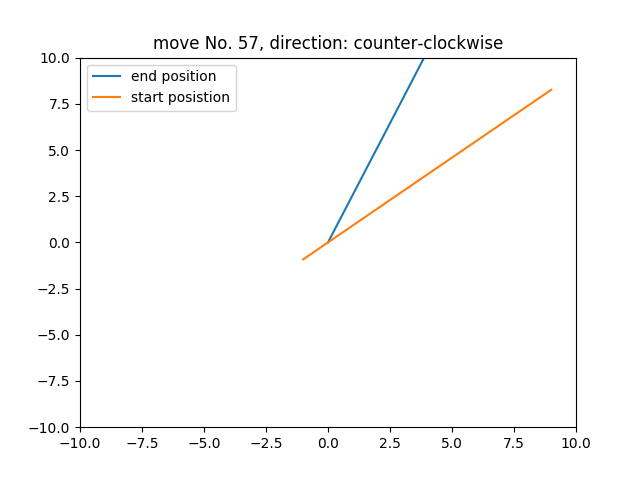 move No. 57, direction: counter-clockwise
end position
start posistion
10.0
7.5
5.0
2.5
0.0
−2.5
−5.0
−7.5
−10.0
−10.0 −7.5 −5.0 −2.5 0.0 2.5 5.0 7.5 10.0